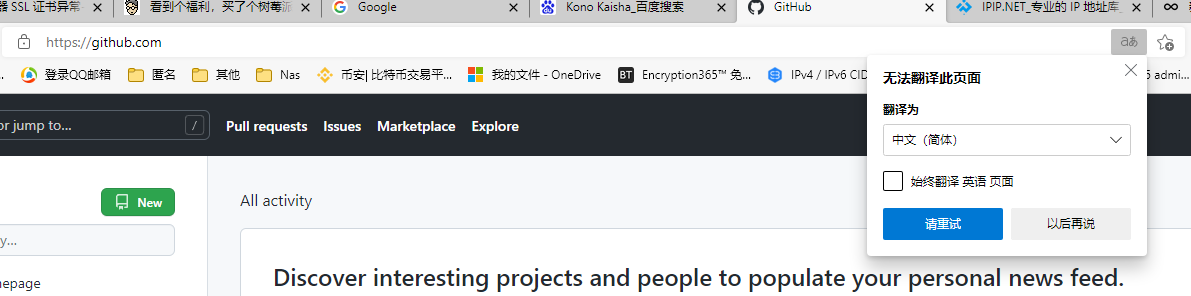 器 SSL 证书异常
看到个福利，买了个树莓派
Google
Kono Kaisha_百度搜索
GitHub
IPIP.NET_专业的 IP 地址库_
https://github.com
aあ
登录QQ邮箱
匿名
其他
Nas
币安| 比特币交易平...
我的文件 - OneDrive
BT
Encryption365™ 免...
IPv4 / IPv6 CID
admi...
无法翻译此页面
翻译为
中文（简体）
始终翻译 英语 页面
请重试
以后再说
or jump to...
/
Pull requests
Issues
Marketplace
Explore
New
y...
mepage
All activity
Discover interesting projects and people to populate your personal news feed.